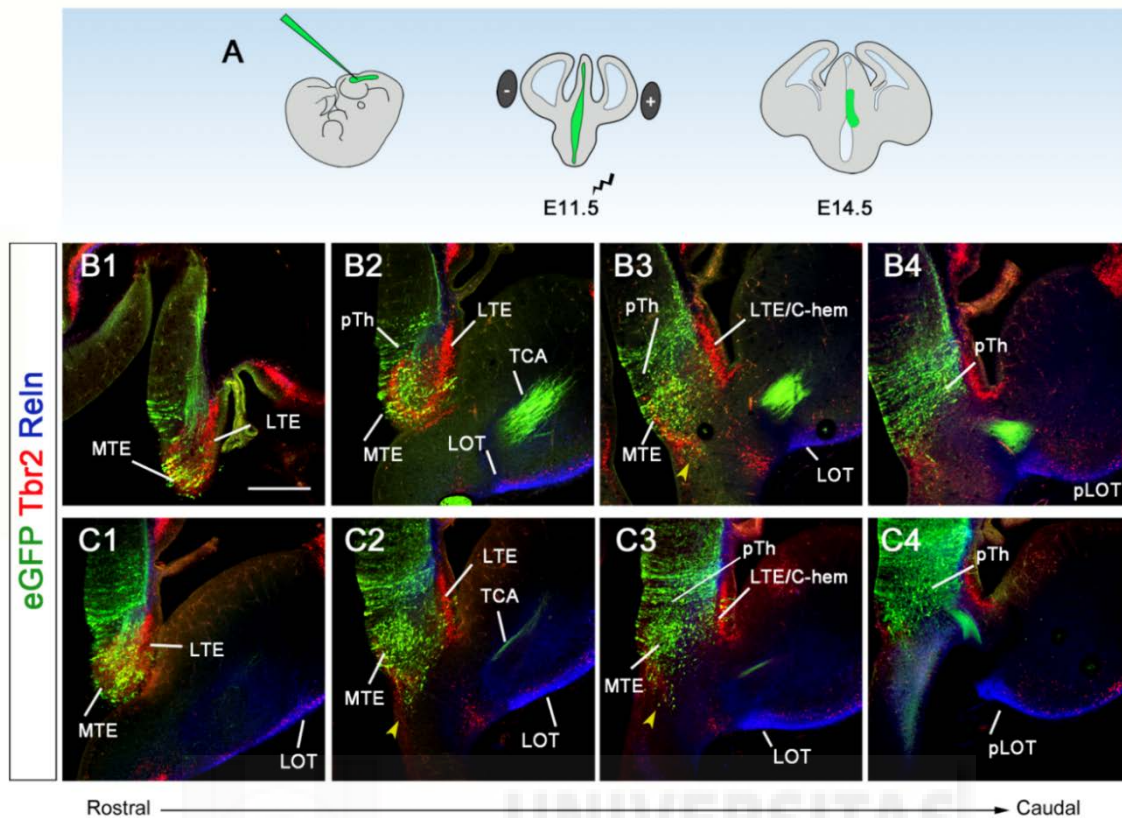 A
-
+
E11.5
E14.5
eGFP Tbr2 Reln
B1
LTE
MTE
B2
pTh
LTE
TCA
MTE
LOT
B3
pTh
LTE/C-hem
MTE
LOT
B4
pTh
pLOT
C1
LTE
MTE
LOT
C2
LTE
TCA
MTE
LOT
C3
pTh
LTE/C-hem
MTE
LOT
C4
pTh
pLOT
Rostral
Caudal
UNIVERSITAS